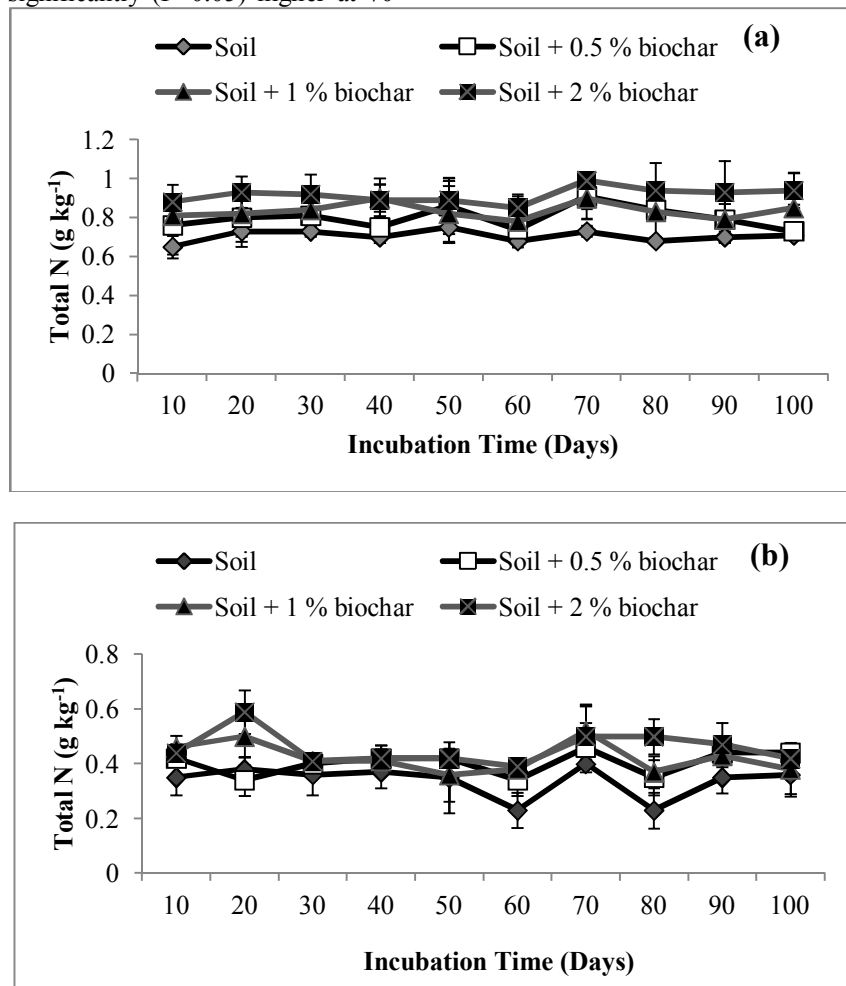 significantly (P<0.05) higher at 70
(a)
Soil
Soil + 0.5 % biochar
Soil + 1 % biochar
Soil + 2 % biochar
1.2
1
0.8
0.6
0.4
0.2
0
Total N (g kg⁻¹)
10 20 30 40 50 60 70 80 90 100
Incubation Time (Days)
(b)
Soil
Soil + 0.5 % biochar
Soil + 1 % biochar
Soil + 2 % biochar
0.8
0.6
0.4
0.2
0
Total N (g kg⁻¹)
10 20 30 40 50 60 70 80 90 100
Incubation Time (Days)